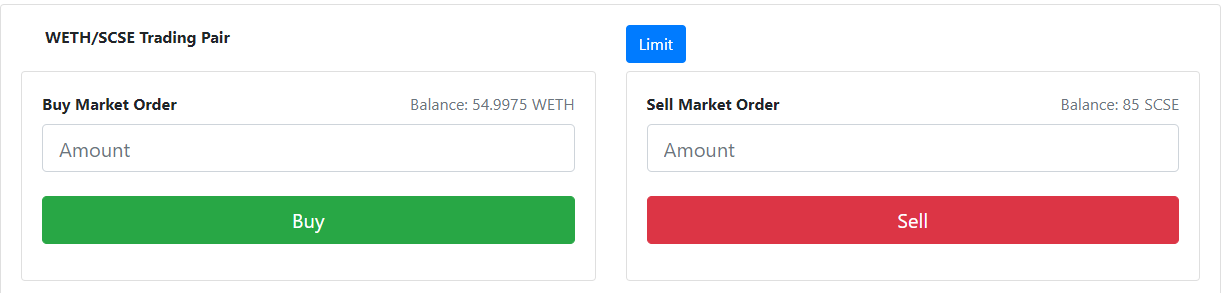 WETH/SCSE Trading Pair
Limit
Buy Market Order
Balance: 54.9975 WETH
Amount
Buy
Sell Market Order
Balance: 85 SCSE
Amount
Sell